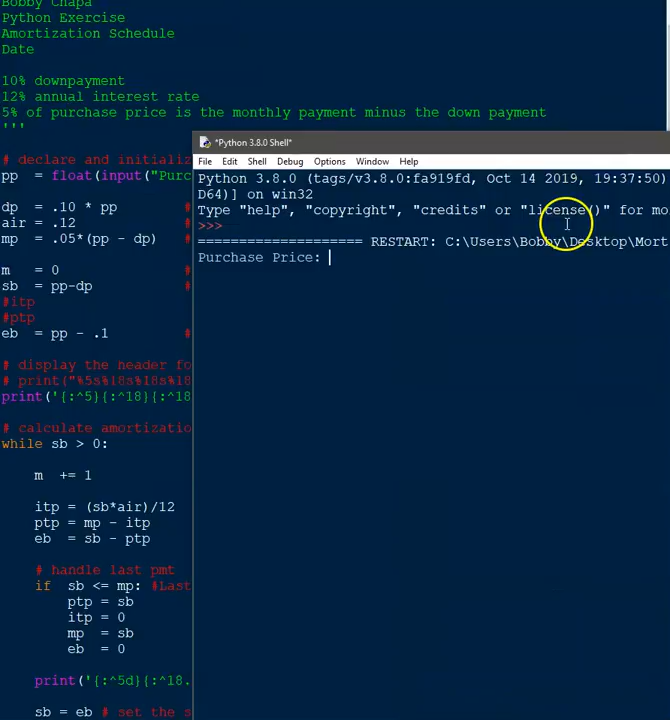 Bobby Chapa
Python Exercise
Amortization Schedule
Date
10% downpayment
12% annual interest rate
5% of purchase price is the monthly payment minus the down payment
'''
# declare and initializ
pp = float(input("Purc
dp = .10 * pp #
air = .12 #
mp = .05*(pp - dp) #
m = 0 #
sb = pp-dp #
#itp
#ptp
eb = pp - .1 #
# display the header fo
# print("%5s%18s%18s%18
print('{:^5}{:^18}{:^18
# calculate amortizatio
while sb > 0:
m += 1
itp = (sb*air)/12
ptp = mp - itp
eb = sb - ptp
# handle last pmt
if sb <= mp: #Last
ptp = sb
itp = 0
mp = sb
eb = 0
print('{:^5d}{:^18.
sb = eb # set the s
*Python 3.8.0 Shell*
File Edit Shell Debug Options Window Help
Python 3.8.0 (tags/v3.8.0:fa919fd, Oct 14 2019, 19:37:50)
D64)] on win32
Type "help", "copyright", "credits" or "license()" for mo
>>>
==================== RESTART: C:\Users\Bobby\Desktop\Mort
Purchase Price: